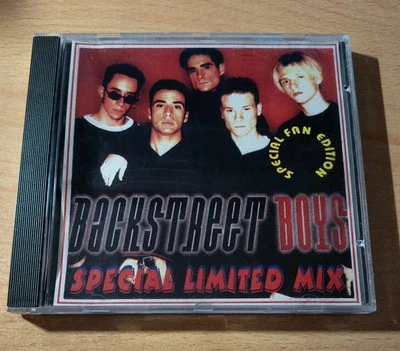 SPECIAL FAN EDITION
BACKSTREET BOYS
SPECIAL LIMITED MIX